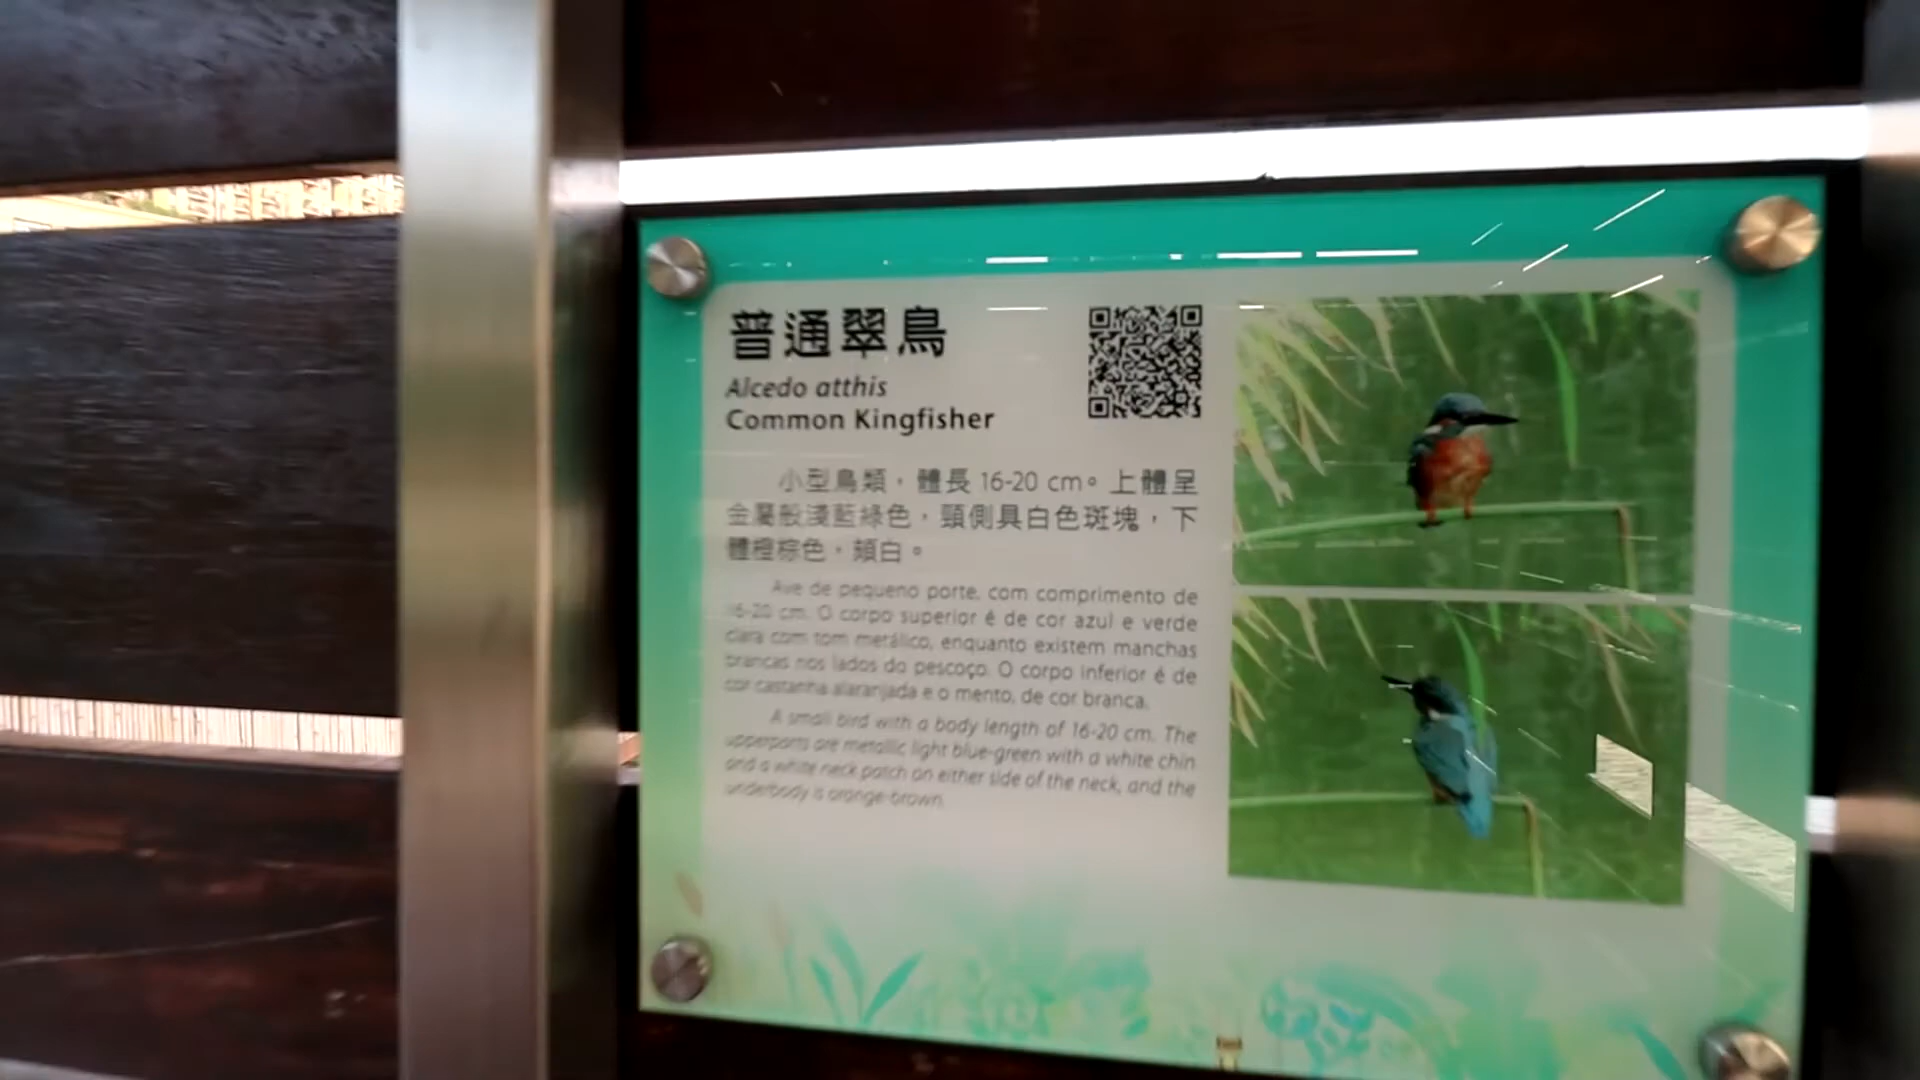 普通翠鳥
Alcedo atthis
Common Kingfisher
小型鳥類，體長 16-20 cm。上體呈
金屬般淺藍綠色，頸側具白色斑塊，下
體橙棕色，頦白。
Ave de pequeno porte, com comprimento de
16-20 cm. O corpo superior é de cor azul e verde
clara com tom metálico, enquanto existem manchas
brancas nos lados do pescoço. O corpo inferior é de
cor castanha alaranjada e o mento, de cor branca.
A small bird with a body length of 16-20 cm. The
upperparts are metallic light blue-green with a white chin
and a white neck patch on either side of the neck, and the
underbody is orange-brown.